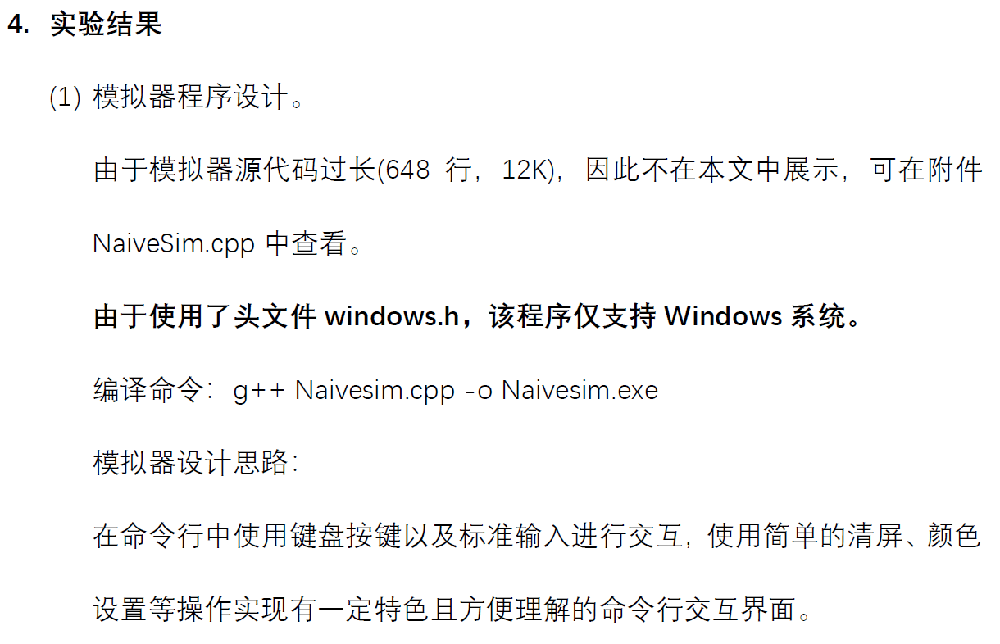 4. 实验结果
(1) 模拟器程序设计。
由于模拟器源代码过长(648 行，12K)，因此不在本文中展示，可在附件
NaiveSim.cpp 中查看。
由于使用了头文件 windows.h，该程序仅支持 Windows 系统。
编译命令：g++ Naivesim.cpp -o Naivesim.exe
模拟器设计思路：
在命令行中使用键盘按键以及标准输入进行交互，使用简单的清屏、颜色
设置等操作实现有一定特色且方便理解的命令行交互界面。